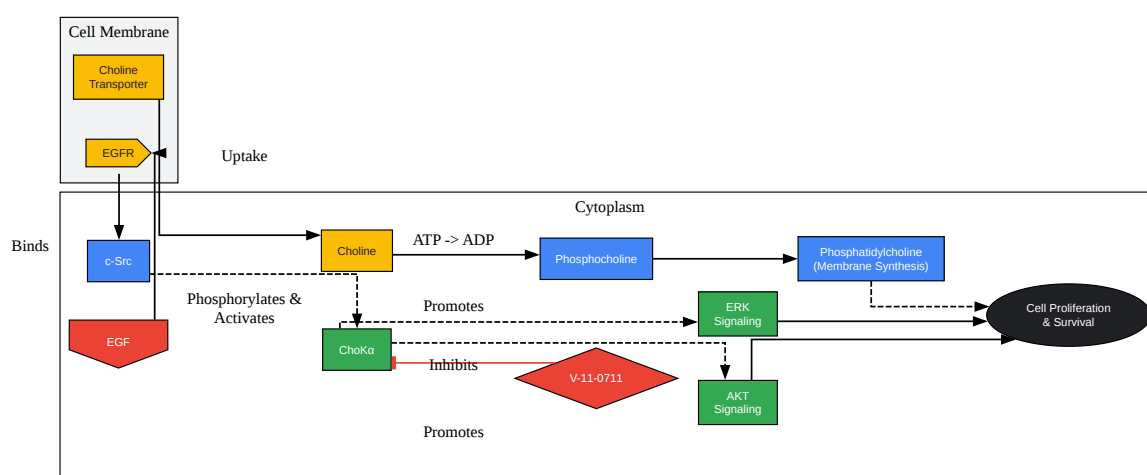 Cell Membrane
Choline
Transporter
EGFR
Uptake
Cytoplasm
Binds
c-Src
Choline
ATP -> ADP
Phosphocholine
Phosphatidylcholine
(Membrane Synthesis)
Phosphorylates &
Activates
Promotes
ERK
Signaling
Cell Proliferation
& Survival
EGF
ChoKα
Inhibits
V-11-0711
AKT
Signaling
Promotes